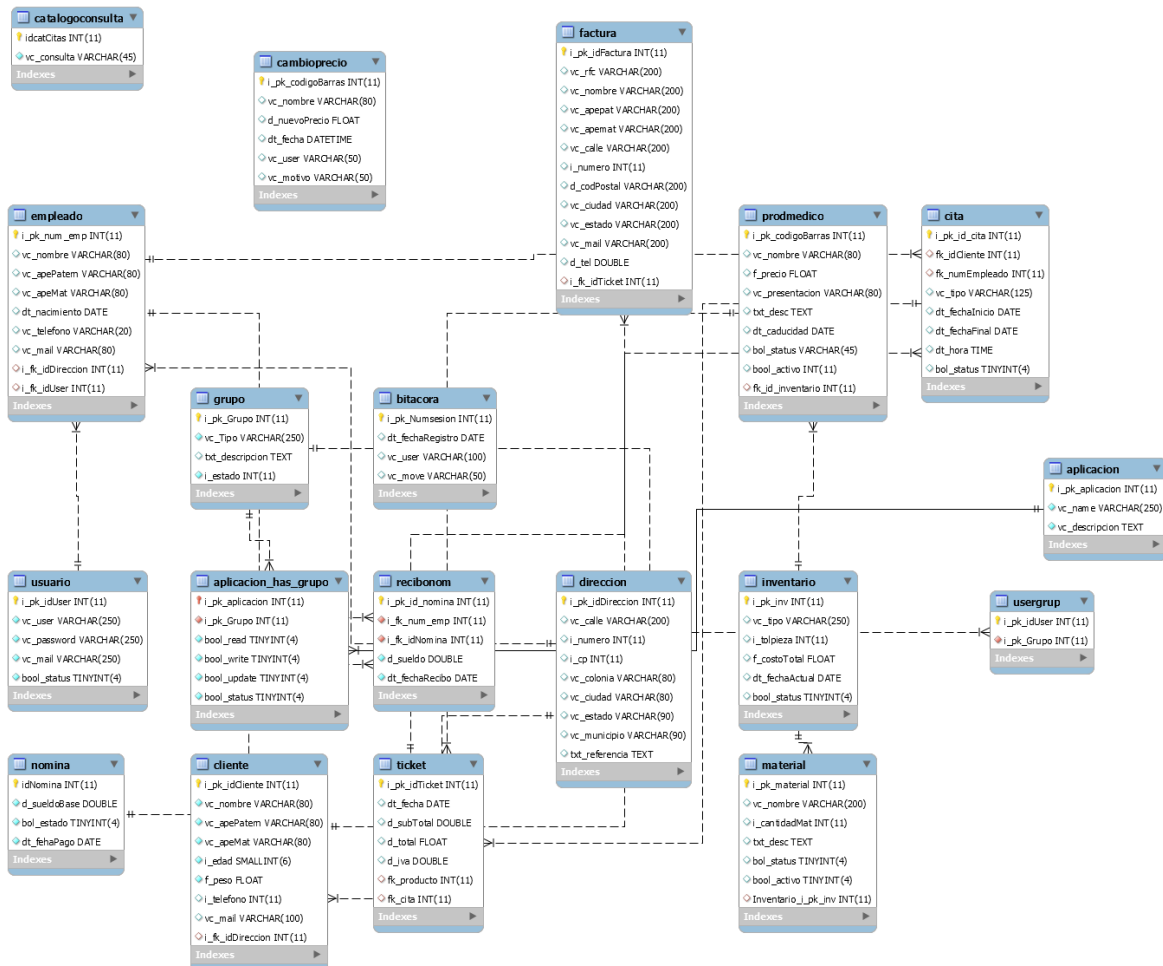 catalogoconsulta
idcatCitas INT(11)
vc_consulta VARCHAR(45)
Indexes
cambioprecio
i_pk_codigoBarras INT(11)
vc_nombre VARCHAR(80)
d_nuevoPrecio FLOAT
dt_fecha DATETIME
vc_user VARCHAR(50)
vc_motivo VARCHAR(50)
Indexes
factura
i_pk_idFactura INT(11)
vc_rfc VARCHAR(200)
vc_nombre VARCHAR(200)
vc_apepat VARCHAR(200)
vc_apemat VARCHAR(200)
vc_calle VARCHAR(200)
i_numero INT(11)
d_codPostal VARCHAR(200)
vc_ciudad VARCHAR(200)
vc_estado VARCHAR(200)
vc_mail VARCHAR(200)
d_tel DOUBLE
i_fk_idTicket INT(11)
Indexes
empleado
i_pk_num_emp INT(11)
vc_nombre VARCHAR(80)
vc_apePatern VARCHAR(80)
vc_apeMat VARCHAR(80)
dt_nacimiento DATE
vc_telefono VARCHAR(20)
vc_mail VARCHAR(80)
i_fk_idDireccion INT(11)
i_fk_idUser INT(11)
Indexes
prodmedico
i_pk_codigoBarras INT(11)
vc_nombre VARCHAR(80)
f_precio FLOAT
vc_presentacion VARCHAR(80)
txt_desc TEXT
dt_caducidad DATE
bol_status VARCHAR(45)
bol_activo INT(11)
fk_id_inventario INT(11)
Indexes
cita
i_pk_id_cita INT(11)
fk_idCliente INT(11)
fk_numEmpleado INT(11)
vc_tipo VARCHAR(125)
dt_fechaInicio DATE
dt_fechaFinal DATE
dt_hora TIME
bol_status TINYINT(4)
Indexes
grupo
i_pk_Grupo INT(11)
vc_Tipo VARCHAR(250)
txt_descripcion TEXT
i_estado INT(11)
Indexes
bitacora
i_pk_Numsesion INT(11)
dt_fechaRegistro DATE
vc_user VARCHAR(100)
vc_move VARCHAR(50)
Indexes
aplicacion
i_pk_aplicacion INT(11)
vc_name VARCHAR(250)
vc_descripcion TEXT
Indexes
usuario
i_pk_idUser INT(11)
vc_user VARCHAR(250)
vc_password VARCHAR(250)
vc_mail VARCHAR(250)
bool_status TINYINT(4)
Indexes
aplicacion_has_grupo
i_pk_aplicacion INT(11)
i_pk_Grupo INT(11)
bool_read TINYINT(4)
bool_write TINYINT(4)
bool_update TINYINT(4)
bool_status TINYINT(4)
Indexes
recibonom
i_pk_id_nomina INT(11)
i_fk_num_emp INT(11)
i_fk_idNomina INT(11)
d_sueldo DOUBLE
dt_fechaRecibo DATE
Indexes
direccion
i_pk_idDireccion INT(11)
vc_calle VARCHAR(200)
i_numero INT(11)
i_cp INT(11)
vc_colonia VARCHAR(80)
vc_ciudad VARCHAR(80)
vc_estado VARCHAR(90)
vc_municipio VARCHAR(90)
txt_referencia TEXT
Indexes
inventario
i_pk_inv INT(11)
vc_tipo VARCHAR(250)
i_tolpieza INT(11)
f_costoTotal FLOAT
dt_fechaActual DATE
bol_status TINYINT(4)
Indexes
usergrup
i_pk_idUser INT(11)
i_pk_Grupo INT(11)
Indexes
nomina
idNomina INT(11)
d_sueldoBase DOUBLE
bol_estado TINYINT(4)
dt_fehaPago DATE
Indexes
cliente
i_pk_idCliente INT(11)
vc_nombre VARCHAR(80)
vc_apePatern VARCHAR(80)
vc_apeMat VARCHAR(80)
i_edad SMALLINT(6)
f_peso FLOAT
i_telefono INT(11)
vc_mail VARCHAR(100)
i_fk_idDireccion INT(11)
Indexes
ticket
i_pk_idTicket INT(11)
dt_fecha DATE
d_subTotal DOUBLE
d_total FLOAT
d_iva DOUBLE
fk_producto INT(11)
fk_cita INT(11)
Indexes
material
i_pk_material INT(11)
vc_nombre VARCHAR(200)
i_cantidadMat INT(11)
txt_desc TEXT
bol_status TINYINT(4)
bool_activo TINYINT(4)
Inventario_i_pk_inv INT(11)
Indexes